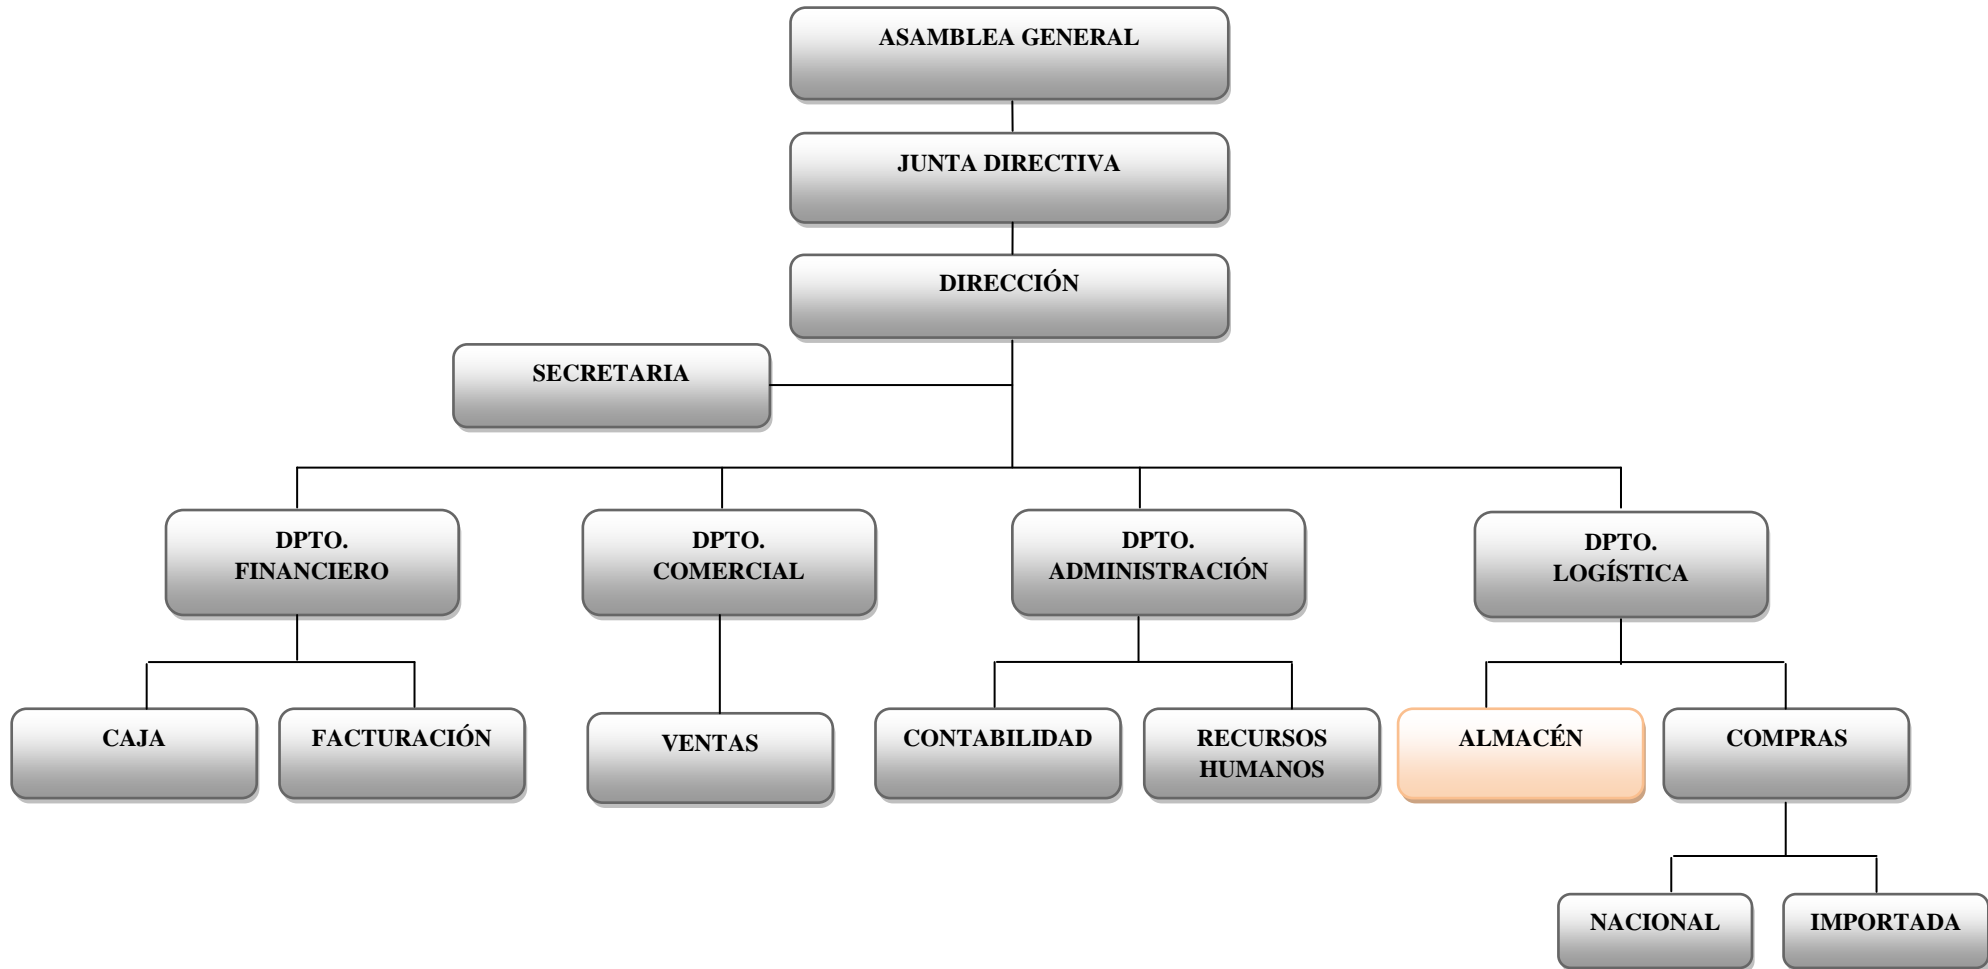 ASAMBLEA GENERAL
JUNTA DIRECTIVA
DIRECCIÓN
SECRETARIA
DPTO.
FINANCIERO
DPTO.
COMERCIAL
DPTO.
ADMINISTRACIÓN
DPTO.
LOGÍSTICA
CAJA
FACTURACIÓN
VENTAS
CONTABILIDAD
RECURSOS
HUMANOS
ALMACÉN
COMPRAS
NACIONAL
IMPORTADA